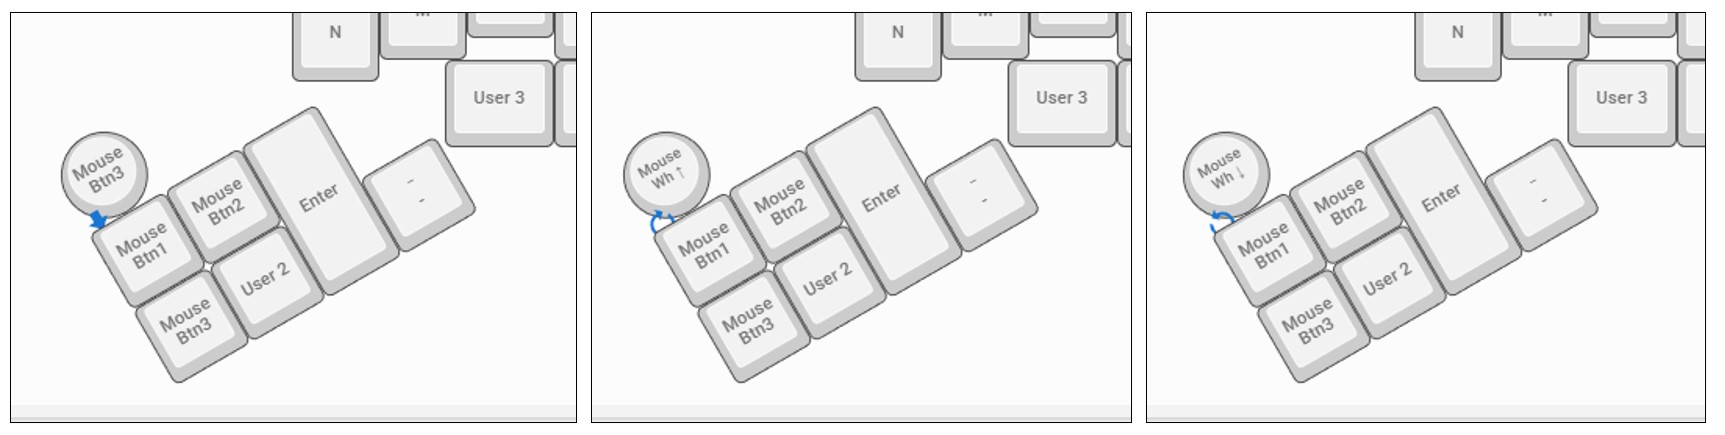 N
M
User 3
Mouse
Btn3
Mouse
Btn2
Enter
-
-
Mouse
Btn1
User 2
Mouse
Btn3
N
M
User 3
Mouse
Wh ↑
Mouse
Btn2
Enter
-
-
Mouse
Btn1
User 2
Mouse
Btn3
N
M
User 3
Mouse
Wh ↓
Mouse
Btn2
Enter
-
-
Mouse
Btn1
User 2
Mouse
Btn3